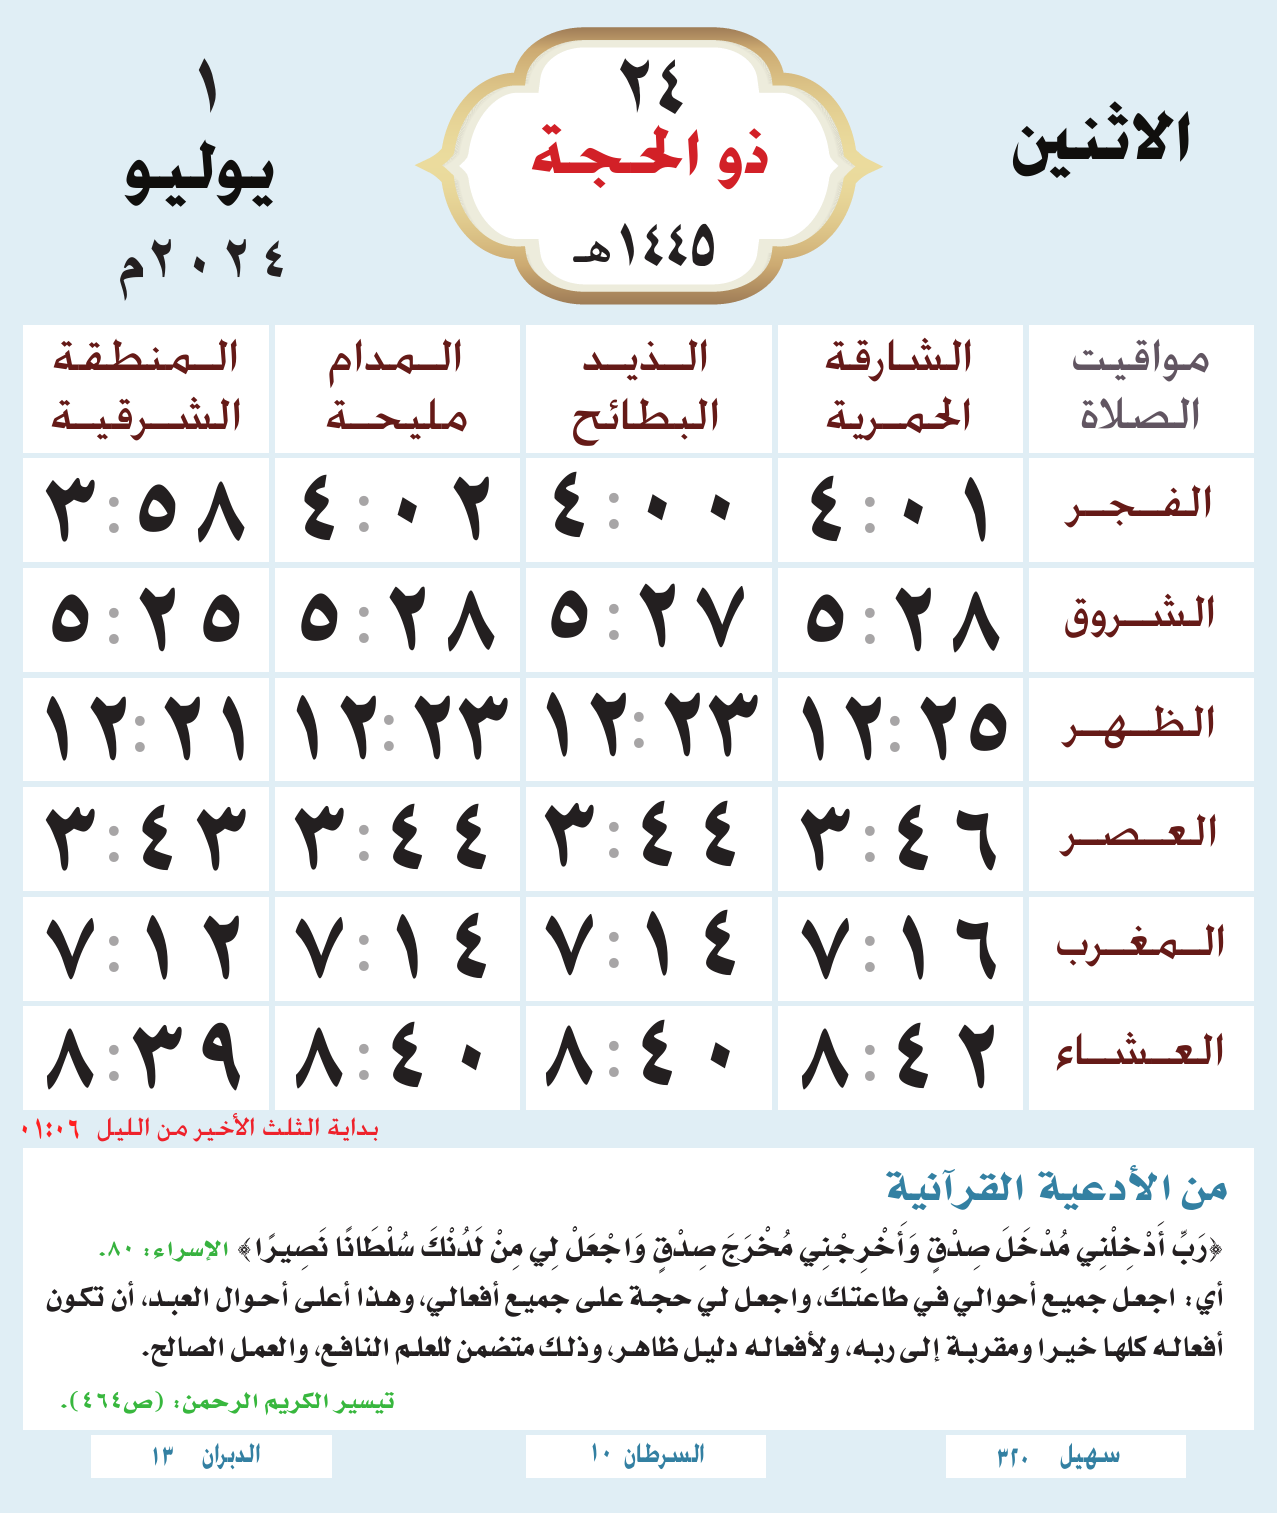 الاثنين
٢٤
ذو الحجة
١٤٤٥هـ
١
يوليو
٢٠٢٤م
مواقيت الصلاة
الشارقة الحمرية
الذيد البطائح
المدام مليحة
المنطقة الشرقية
الفجر ٤:٠١ ٤:٠٠ ٤:٠٢ ٣:٥٨
الشروق ٥:٢٨ ٥:٢٧ ٥:٢٨ ٥:٢٥
الظهر ١٢:٢٥ ١٢:٢٣ ١٢:٢٣ ١٢:٢١
العصر ٣:٤٦ ٣:٤٤ ٣:٤٤ ٣:٤٣
المغرب ٧:١٦ ٧:١٤ ٧:١٤ ٧:١٢
العشاء ٨:٤٢ ٨:٤٠ ٨:٤٠ ٨:٣٩
بداية الثلث الأخير من الليل ٠١:٠٦
من الأدعية القرآنية
﴿رَبِّ أَدْخِلْنِي مُدْخَلَ صِدْقٍ وَأَخْرِجْنِي مُخْرَجَ صِدْقٍ وَاجْعَلْ لِي مِنْ لَدُنْكَ سُلْطَانًا نَصِيرًا﴾ الإسراء: ٨٠.
أي: اجعل جميع أحوالي في طاعتك، واجعل لي حجة على جميع أفعالي، وهذا أعلى أحوال العبد، أن تكون
أفعاله كلها خيرا ومقربة إلى ربه، ولأفعاله دليل ظاهر، وذلك متضمن للعلم النافع، والعمل الصالح.
تيسير الكريم الرحمن: (ص٤٦٤).
سهيل ٣٢٠
السرطان ١٠
الدبران ١٣